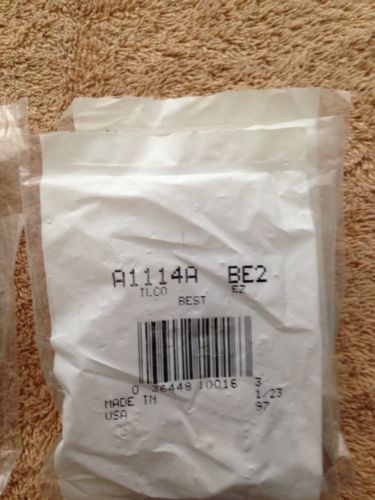 A1114A BE2
ILCO EZ
BEST
0 36448 10016 3
MADE IN 1/23
USA 97